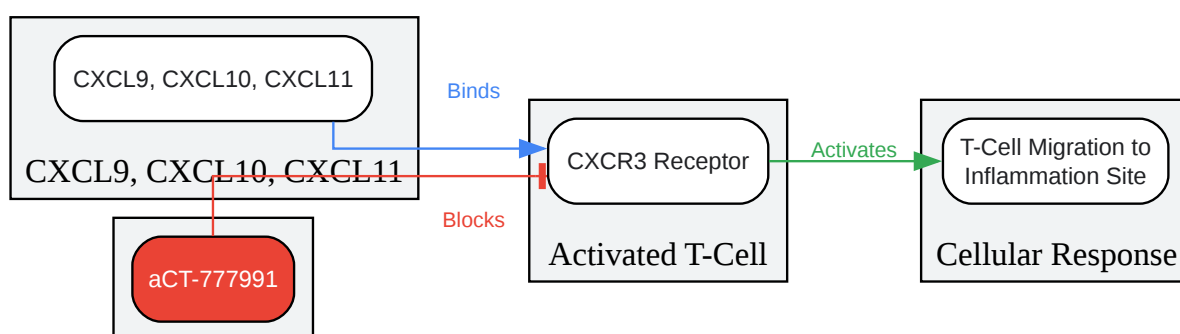 CXCL9, CXCL10, CXCL11
Binds
CXCL9, CXCL10, CXCL11
CXCR3 Receptor
Activates
T-Cell Migration to
Inflammation Site
Blocks
Activated T-Cell
Cellular Response
aCT-777991